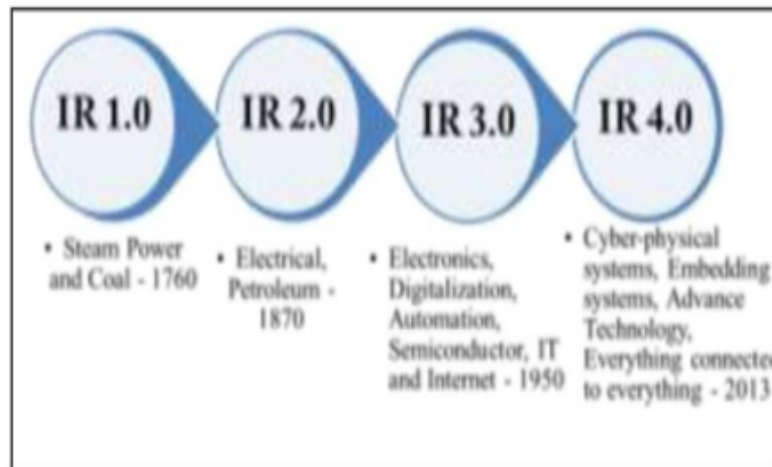 IR 1.0
IR 2.0
IR 3.0
IR 4.0
• Steam Power
and Coal - 1760
• Electrical,
Petroleum -
1870
• Electronics,
Digitalization,
Automation,
Semiconductor, IT
and Internet - 1950
• Cyber-physical
systems, Embedding
systems, Advance
Technology,
Everything connected
to everything - 2013